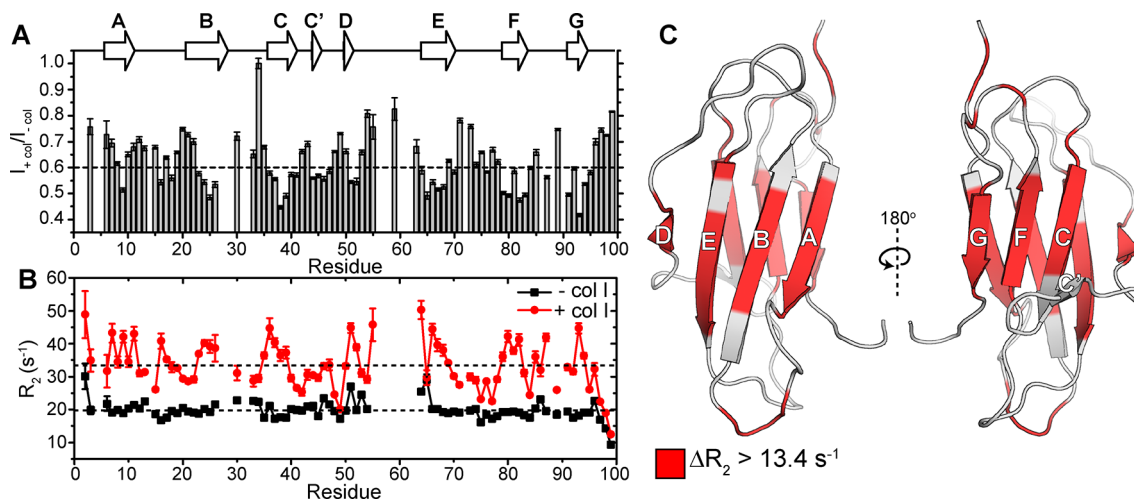 A B C C' D E F G
A
I+ col/I- col
1.0
0.9
0.8
0.7
0.6
0.5
0.4
0 10 20 30 40 50 60 70 80 90 100
Residue
B
R2 (s-1)
60
50
40
30
20
10
- col I
+ col I
0 10 20 30 40 50 60 70 80 90 100
Residue
C
D E B A
180o
G F C
C'
ΔR2 > 13.4 s-1